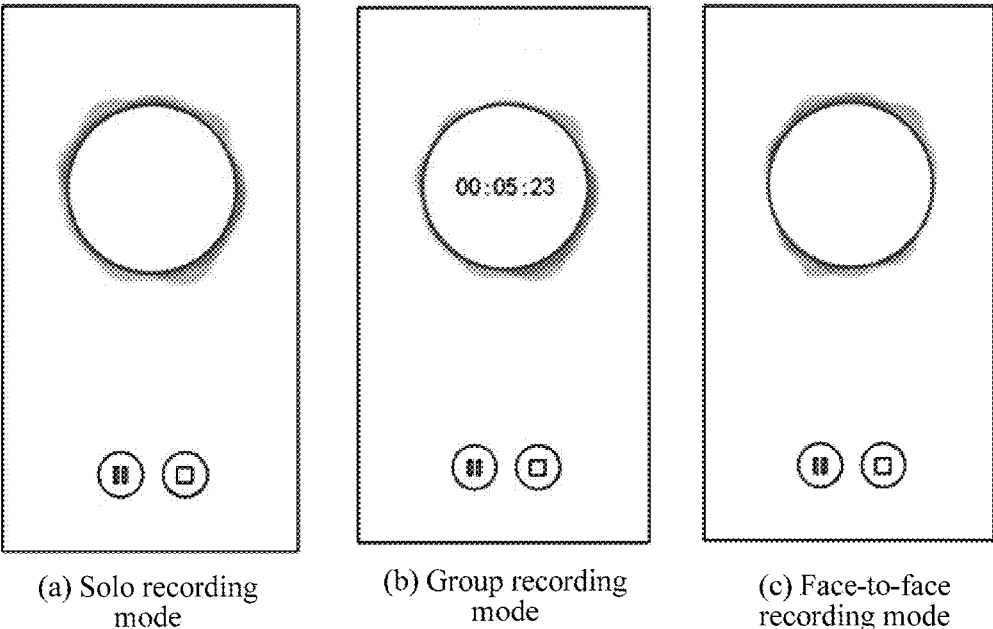 00:05:23
(a) Solo recording
mode
(b) Group recording
mode
(c) Face-to-face
recording mode